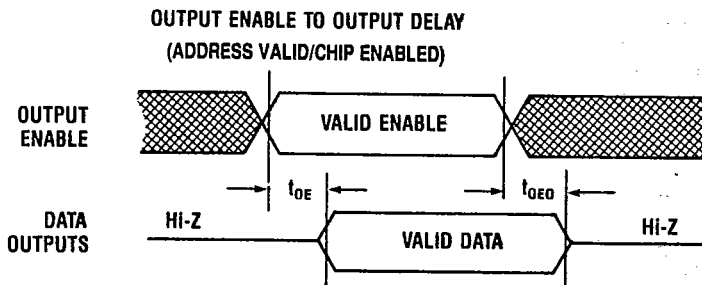 OUTPUT ENABLE TO OUTPUT DELAY
(ADDRESS VALID/CHIP ENABLED)
OUTPUT
ENABLE
VALID ENABLE
tOE
tOEO
DATA
OUTPUTS
HI-Z
VALID DATA
HI-Z